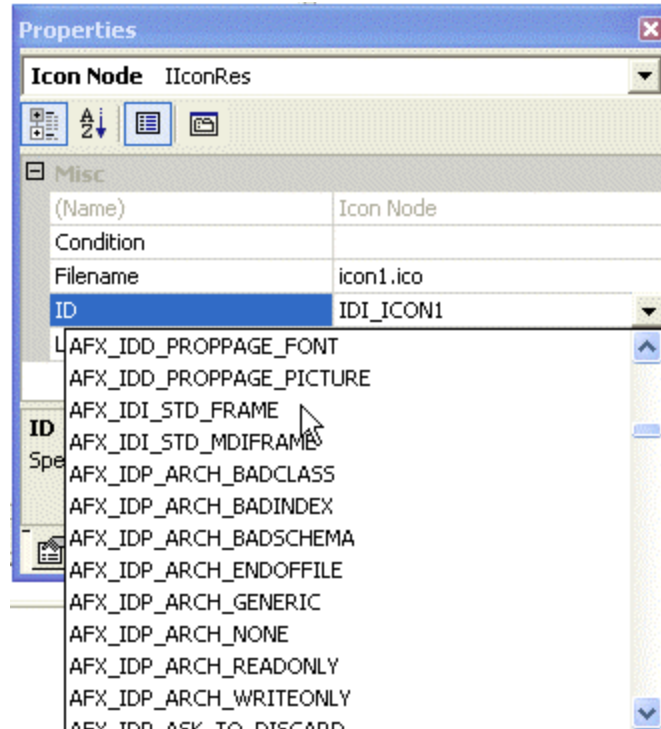 Properties
Icon Node IIconRes
Misc
(Name) Icon Node
Condition
Filename icon1.ico
ID IDI_ICON1
AFX_IDD_PROPPAGE_FONT
AFX_IDD_PROPPAGE_PICTURE
AFX_IDI_STD_FRAME
AFX_IDI_STD_MDIFRAME
AFX_IDP_ARCH_BADCLASS
AFX_IDP_ARCH_BADINDEX
AFX_IDP_ARCH_BADSCHEMA
AFX_IDP_ARCH_ENDOFFILE
AFX_IDP_ARCH_GENERIC
AFX_IDP_ARCH_NONE
AFX_IDP_ARCH_READONLY
AFX_IDP_ARCH_WRITEONLY
AFX_IDP_ASK_TO_DISCARD
ID